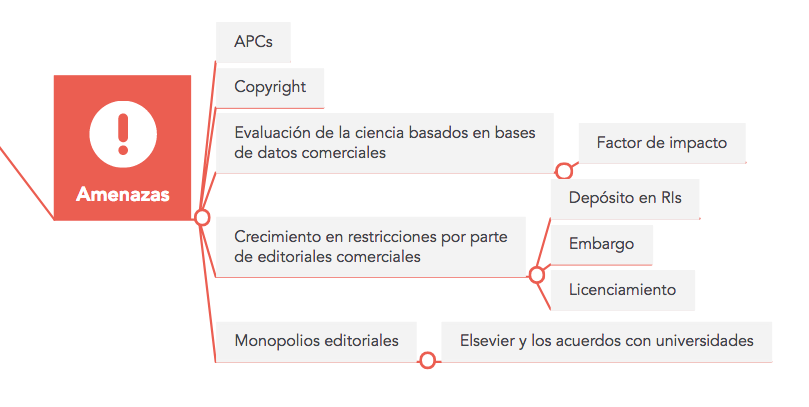 Amenazas
APCs
Copyright
Evaluación de la ciencia basados en bases
de datos comerciales
Factor de impacto
Crecimiento en restricciones por parte
de editoriales comerciales
Depósito en RIs
Embargo
Licenciamiento
Monopolios editoriales
Elsevier y los acuerdos con universidades